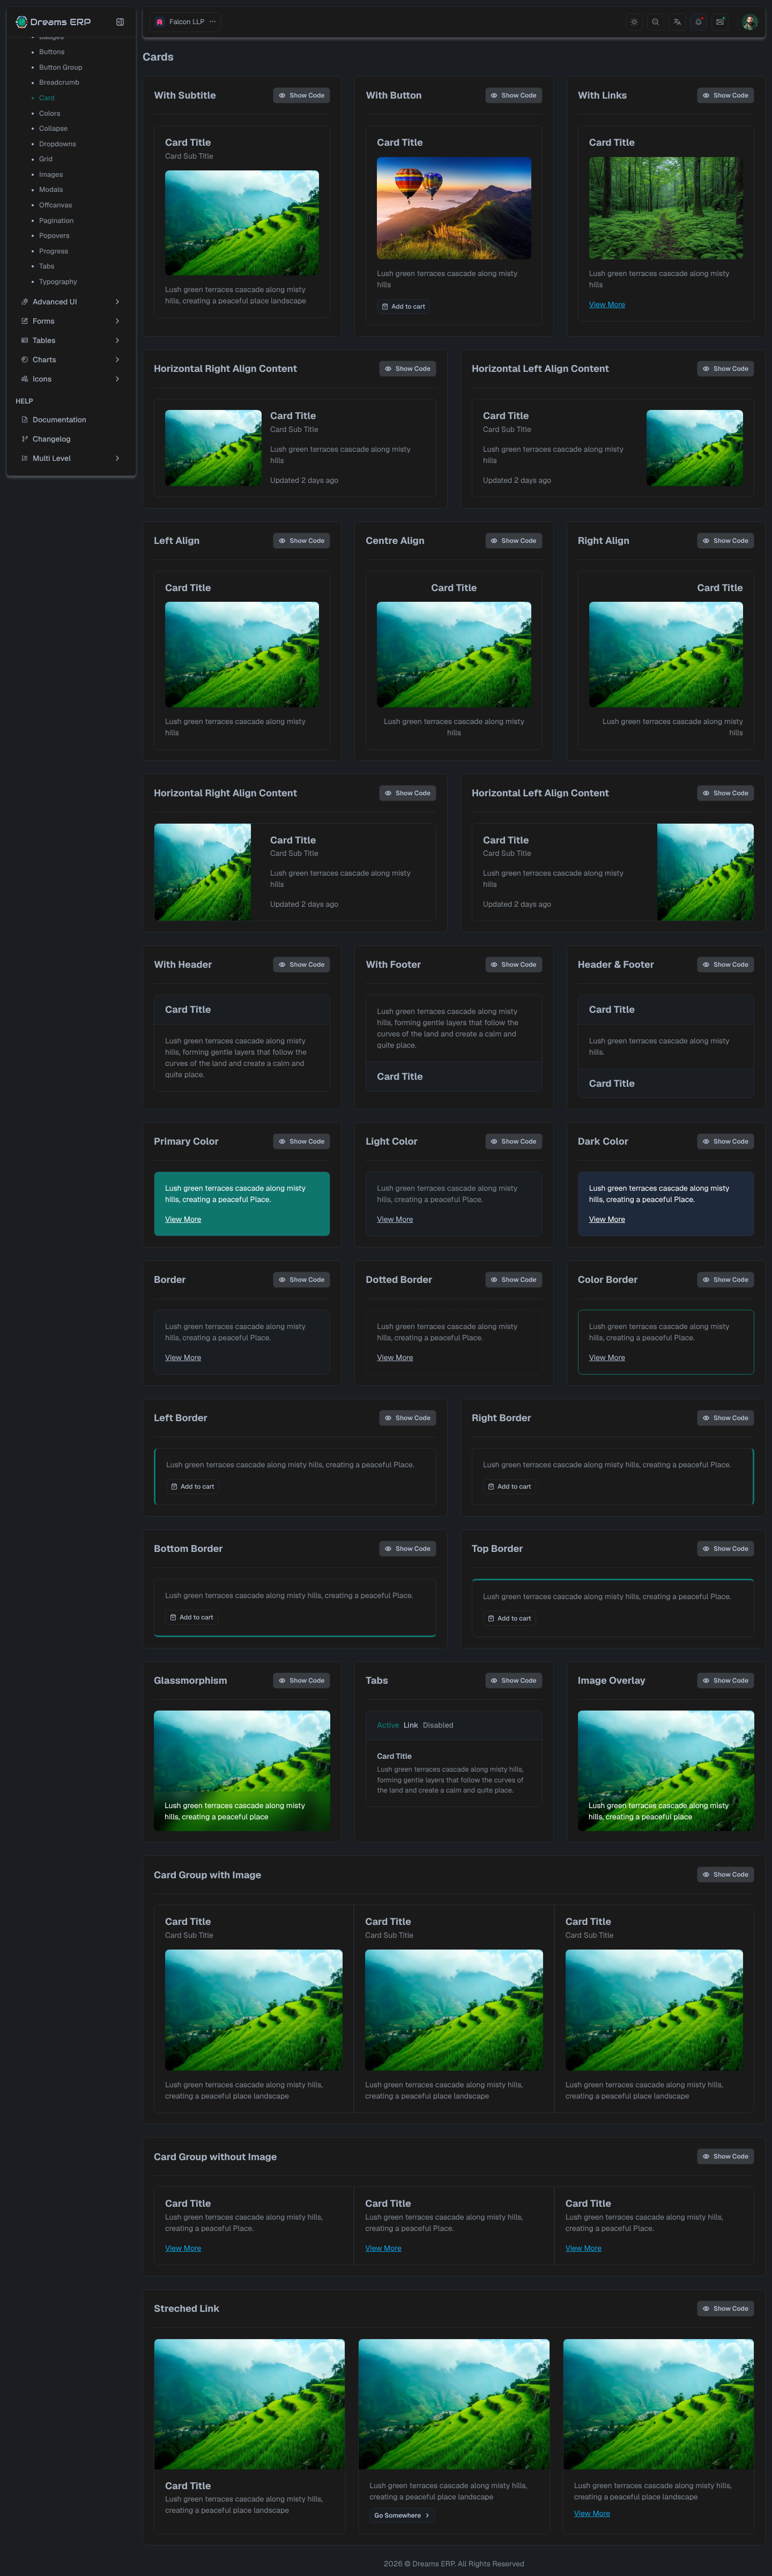 Dreams ERP
Falcon LLP
Badges
Buttons
Button Group
Breadcrumb
Card
Colors
Collapse
Dropdowns
Grid
Images
Modals
Offcanvas
Pagination
Popovers
Progress
Tabs
Typography
Advanced UI
Forms
Tables
Charts
Icons
HELP
Documentation
Changelog
Multi Level
Cards
With Subtitle
Show Code
Card Title
Card Sub Title
Lush green terraces cascade along misty
hills, creating a peaceful place landscape
With Button
Show Code
Card Title
Lush green terraces cascade along misty
hills
Add to cart
With Links
Show Code
Card Title
Lush green terraces cascade along misty
hills
View More
Horizontal Right Align Content
Show Code
Card Title
Card Sub Title
Lush green terraces cascade along misty
hills
Updated 2 days ago
Horizontal Left Align Content
Show Code
Card Title
Card Sub Title
Lush green terraces cascade along misty
hills
Updated 2 days ago
Left Align
Show Code
Card Title
Lush green terraces cascade along misty
hills
Centre Align
Show Code
Card Title
Lush green terraces cascade along misty
hills
Right Align
Show Code
Card Title
Lush green terraces cascade along misty
hills
Horizontal Right Align Content
Show Code
Card Title
Card Sub Title
Lush green terraces cascade along misty
hills
Updated 2 days ago
Horizontal Left Align Content
Show Code
Card Title
Card Sub Title
Lush green terraces cascade along misty
hills
Updated 2 days ago
With Header
Show Code
Card Title
Lush green terraces cascade along misty
hills, forming gentle layers that follow the
curves of the land and create a calm and
quite place.
With Footer
Show Code
Lush green terraces cascade along misty
hills, forming gentle layers that follow the
curves of the land and create a calm and
quite place.
Card Title
Header & Footer
Show Code
Card Title
Lush green terraces cascade along misty
hills.
Card Title
Primary Color
Show Code
Lush green terraces cascade along misty
hills, creating a peaceful Place.
View More
Light Color
Show Code
Lush green terraces cascade along misty
hills, creating a peaceful Place.
View More
Dark Color
Show Code
Lush green terraces cascade along misty
hills, creating a peaceful Place.
View More
Border
Show Code
Lush green terraces cascade along misty
hills, creating a peaceful Place.
View More
Dotted Border
Show Code
Lush green terraces cascade along misty
hills, creating a peaceful Place.
View More
Color Border
Show Code
Lush green terraces cascade along misty
hills, creating a peaceful Place.
View More
Left Border
Show Code
Lush green terraces cascade along misty hills, creating a peaceful Place.
Add to cart
Right Border
Show Code
Lush green terraces cascade along misty hills, creating a peaceful Place.
Add to cart
Bottom Border
Show Code
Lush green terraces cascade along misty hills, creating a peaceful Place.
Add to cart
Top Border
Show Code
Lush green terraces cascade along misty hills, creating a peaceful Place.
Add to cart
Glassmorphism
Show Code
Lush green terraces cascade along misty
hills, creating a peaceful place
Tabs
Show Code
Active Link Disabled
Card Title
Lush green terraces cascade along misty hills,
forming gentle layers that follow the curves of
the land and create a calm and quite place.
Image Overlay
Show Code
Lush green terraces cascade along misty
hills, creating a peaceful place
Card Group with Image
Show Code
Card Title
Card Sub Title
Lush green terraces cascade along misty hills,
creating a peaceful place landscape
Card Title
Card Sub Title
Lush green terraces cascade along misty hills,
creating a peaceful place landscape
Card Title
Card Sub Title
Lush green terraces cascade along misty hills,
creating a peaceful place landscape
Card Group without Image
Show Code
Card Title
Lush green terraces cascade along misty hills,
creating a peaceful Place.
View More
Card Title
Lush green terraces cascade along misty hills,
creating a peaceful Place.
View More
Card Title
Lush green terraces cascade along misty hills,
creating a peaceful Place.
View More
Streched Link
Show Code
Card Title
Lush green terraces cascade along misty hills,
creating a peaceful place landscape
Lush green terraces cascade along misty hills,
creating a peaceful place landscape
Go Somewhere
Lush green terraces cascade along misty hills,
creating a peaceful place landscape
View More
2026 © Dreams ERP. All Rights Reserved